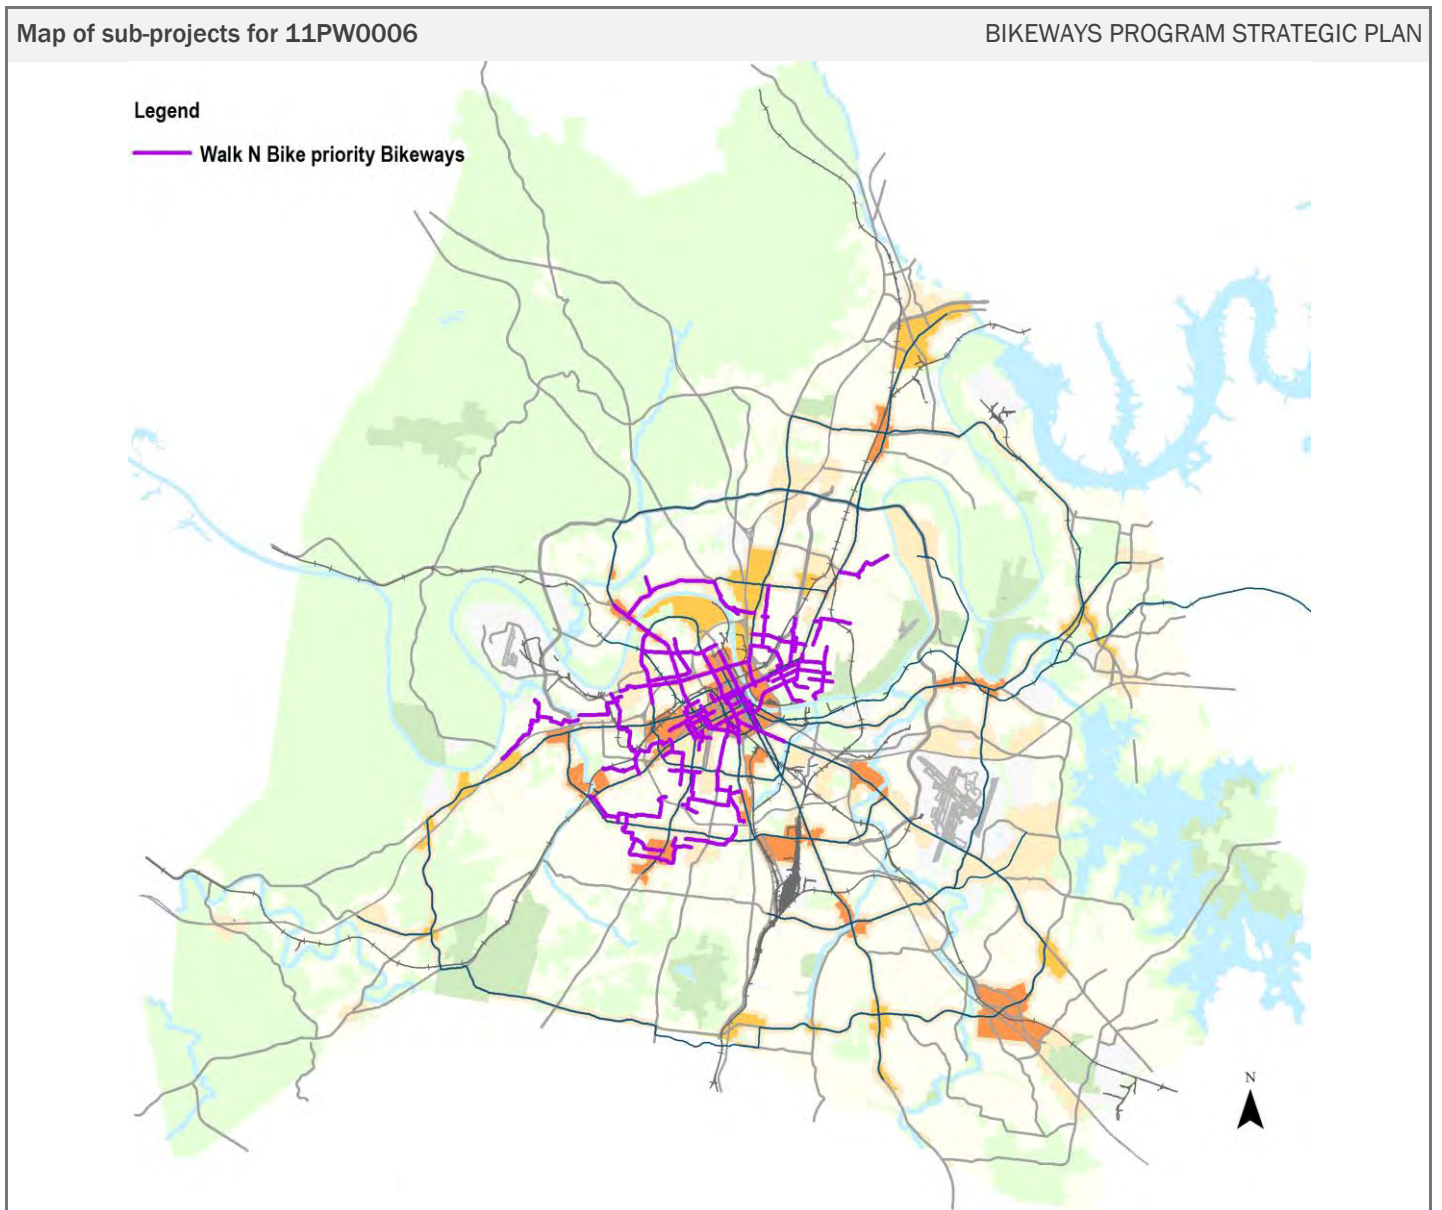 Map of sub-projects for 11PW0006 BIKEWAYS PROGRAM STRATEGIC PLAN
Legend
Walk N Bike priority Bikeways
N